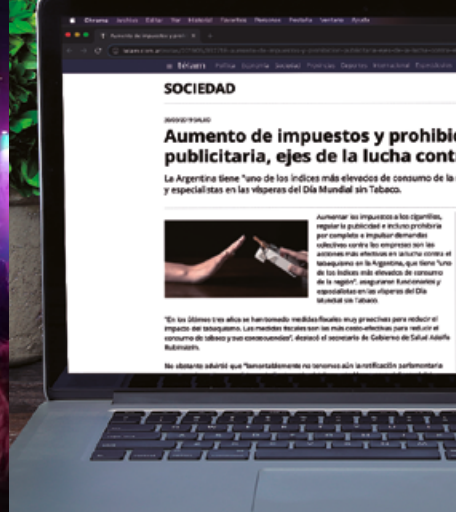 Chrome Archivo Editar Ver Historial Favoritos Personas Pestaña Ventana Ayuda
Télam Política Economía Sociedad Provincias Deportes Internacional Espectáculos
SOCIEDAD
30/05/2019 SALUD
Aumento de impuestos y prohibi
publicitaria, ejes de la lucha cont
La Argentina tiene "uno de los índices más elevados de consumo de la
y especialistas en las vísperas del Día Mundial sin Tabaco.
Aumentar los impuestos a los cigarrillos,
regular la publicidad e incluso prohibirla
por completo e impulsar demandas
colectivas contra las empresas son las
acciones más efectivas en la lucha contra el
tabaquismo en la Argentina, que tiene "uno
de los índices más elevados de consumo
de la región", aseguraron funcionarios y
especialistas en las vísperas del Día
Mundial sin Tabaco.
"En los últimos tres años se han tomado medidas fiscales muy proactivas para reducir el
impacto del tabaquismo. Las medidas fiscales son las más costo-efectivas para reducir el
consumo de tabaco y sus consecuencias", destacó el secretario de Gobierno de Salud Adolfo
Rubinstein.
No obstante advirtió que "lamentablemente no tenemos aún la ratificación parlamentaria